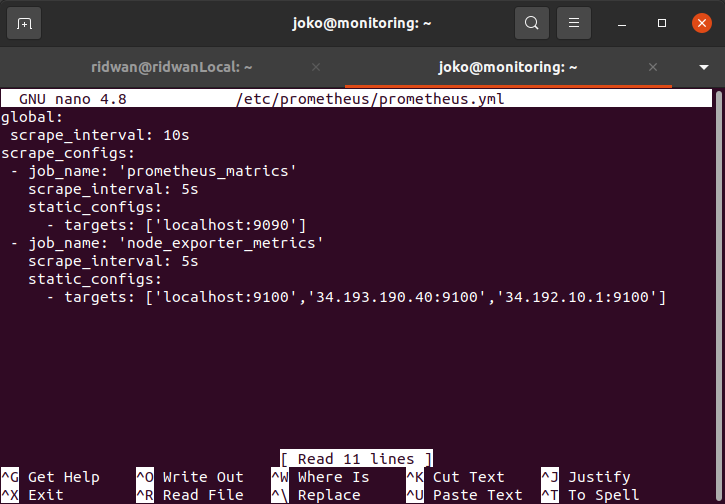 joko@monitoring: ~
ridwan@ridwanLocal: ~ × joko@monitoring: ~ ×
GNU nano 4.8 /etc/prometheus/prometheus.yml
global:
 scrape_interval: 10s
scrape_configs:
 - job_name: 'prometheus_matrics'
   scrape_interval: 5s
   static_configs:
     - targets: ['localhost:9090']
 - job_name: 'node_exporter_metrics'
   scrape_interval: 5s
   static_configs:
     - targets: ['localhost:9100','34.193.190.40:9100','34.192.10.1:9100']
[ Read 11 lines ]
^G Get Help ^O Write Out ^W Where Is ^K Cut Text ^J Justify
^X Exit ^R Read File ^\ Replace ^U Paste Text ^T To Spell